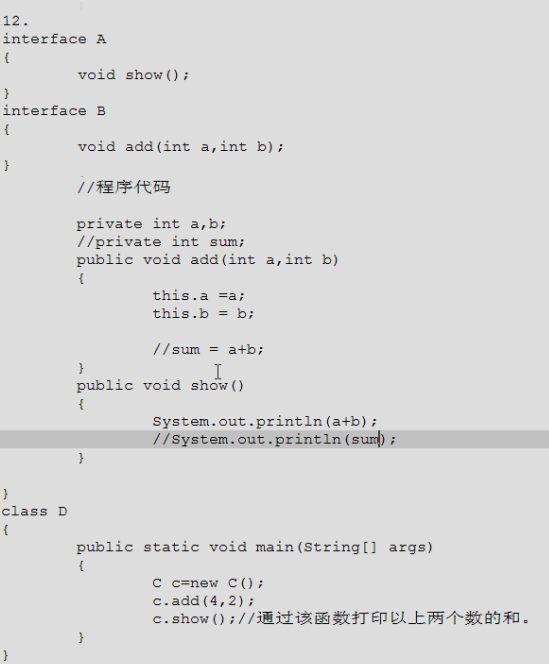 12.
interface A
{
void show();
}
interface B
{
void add(int a,int b);
}
//程序代码
private int a,b;
//private int sum;
public void add(int a,int b)
{
this.a =a;
this.b = b;
//sum = a+b;
}
public void show()
{
System.out.println(a+b);
//System.out.println(sum);
}
}
class D
{
public static void main(String[] args)
{
C c=new C();
c.add(4,2);
c.show();//通过该函数打印以上两个数的和。
}
}